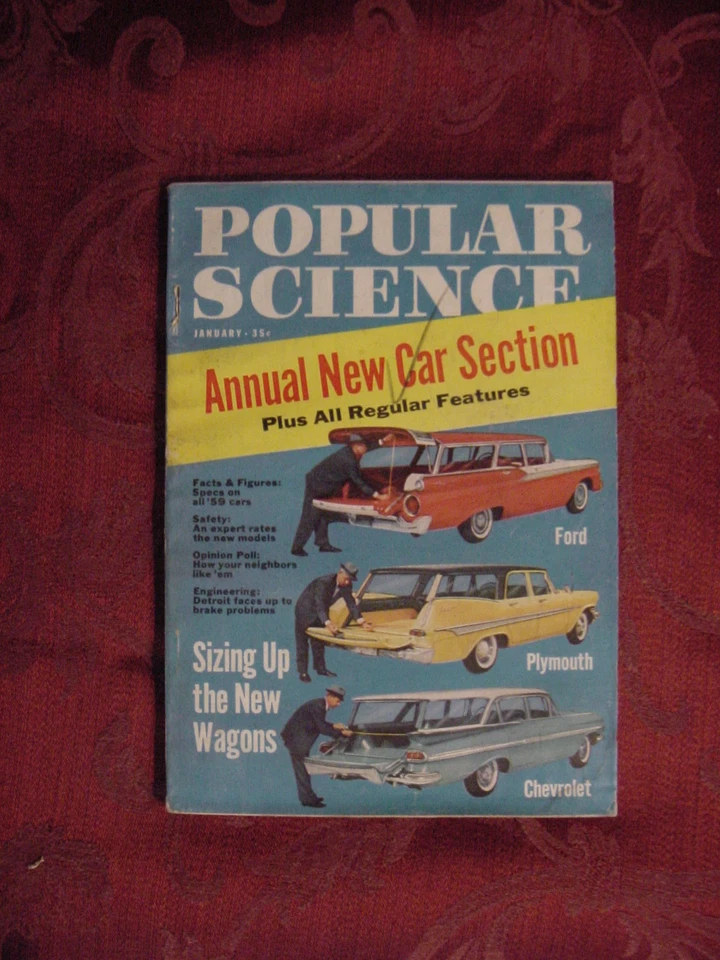 POPULAR
SCIENCE
JANUARY · 35¢
Annual New Car Section
Plus All Regular Features
Facts & Figures:
Specs on
all '59 cars
Safety:
An expert rates
the new models
Opinion Poll:
How your neighbors
like 'em
Engineering:
Detroit faces up to
brake problems
Sizing Up
the New
Wagons
Ford
Plymouth
Chevrolet